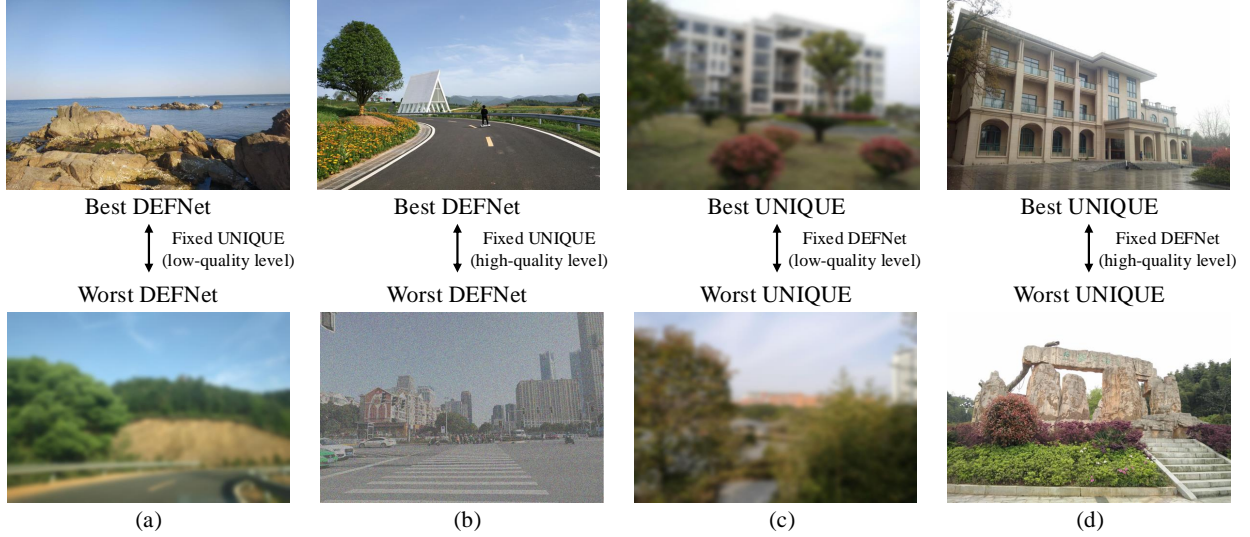 Best DEFNet
Fixed UNIQUE
(low-quality level)
Worst DEFNet
(a)
Best DEFNet
Fixed UNIQUE
(high-quality level)
Worst DEFNet
(b)
Best UNIQUE
Fixed DEFNet
(low-quality level)
Worst UNIQUE
(c)
Best UNIQUE
Fixed DEFNet
(high-quality level)
Worst UNIQUE
(d)